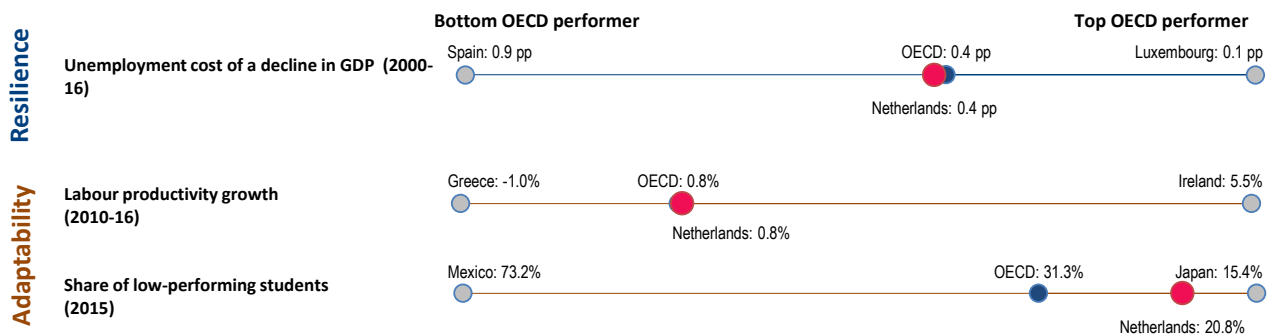 Bottom OECD performer
Top OECD performer
Resilience
Unemployment cost of a decline in GDP (2000-
16)
Spain: 0.9 pp
OECD: 0.4 pp
Luxembourg: 0.1 pp
Netherlands: 0.4 pp
Adaptability
Labour productivity growth
(2010-16)
Greece: -1.0%
OECD: 0.8%
Ireland: 5.5%
Netherlands: 0.8%
Share of low-performing students
(2015)
Mexico: 73.2%
OECD: 31.3%
Japan: 15.4%
Netherlands: 20.8%